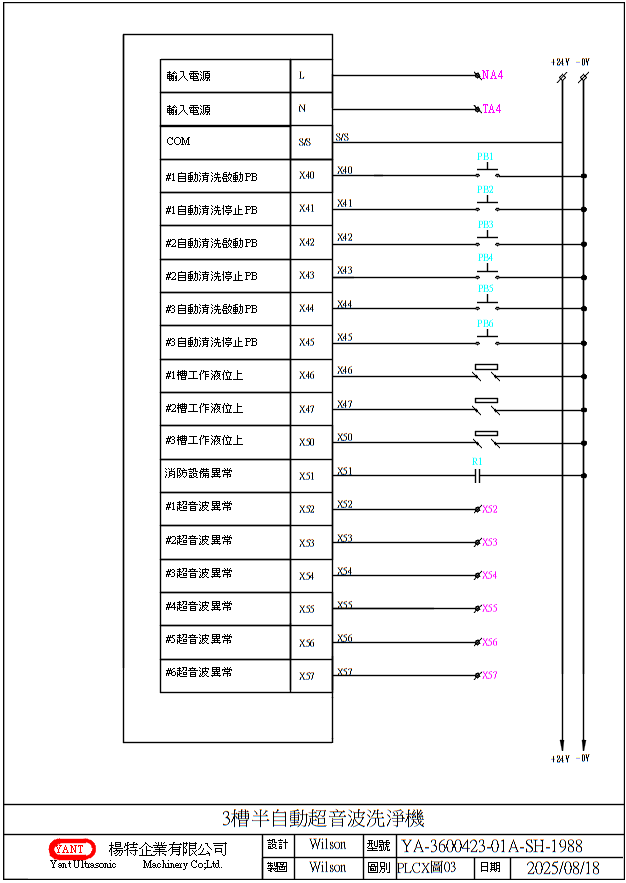 +24V -0V
輸入電源 L NA4
輸入電源 N TA4
COM S/S S/S
PB1
#1自動清洗啟動PB X40 X40
PB2
#1自動清洗停止PB X41 X41
PB3
#2自動清洗啟動PB X42 X42
PB4
#2自動清洗停止PB X43 X43
PB5
#3自動清洗啟動PB X44 X44
PB6
#3自動清洗停止PB X45 X45
#1槽工作液位上 X46 X46
#2槽工作液位上 X47 X47
#3槽工作液位上 X50 X50
R1
消防設備異常 X51 X51
#1超音波異常 X52 X52 X52
#2超音波異常 X53 X53 X53
#3超音波異常 X54 X54 X54
#4超音波異常 X55 X55 X55
#5超音波異常 X56 X56 X56
#6超音波異常 X57 X57 X57
+24V -0V
3槽半自動超音波洗淨機
YANT 楊特企業有限公司
Yant Ultrasonic Machinery Co;Ltd.
設計 Wilson 型號 YA-3600423-01A-SH-1988
製圖 Wilson 圖別 PLCX圖03 日期 2025/08/18